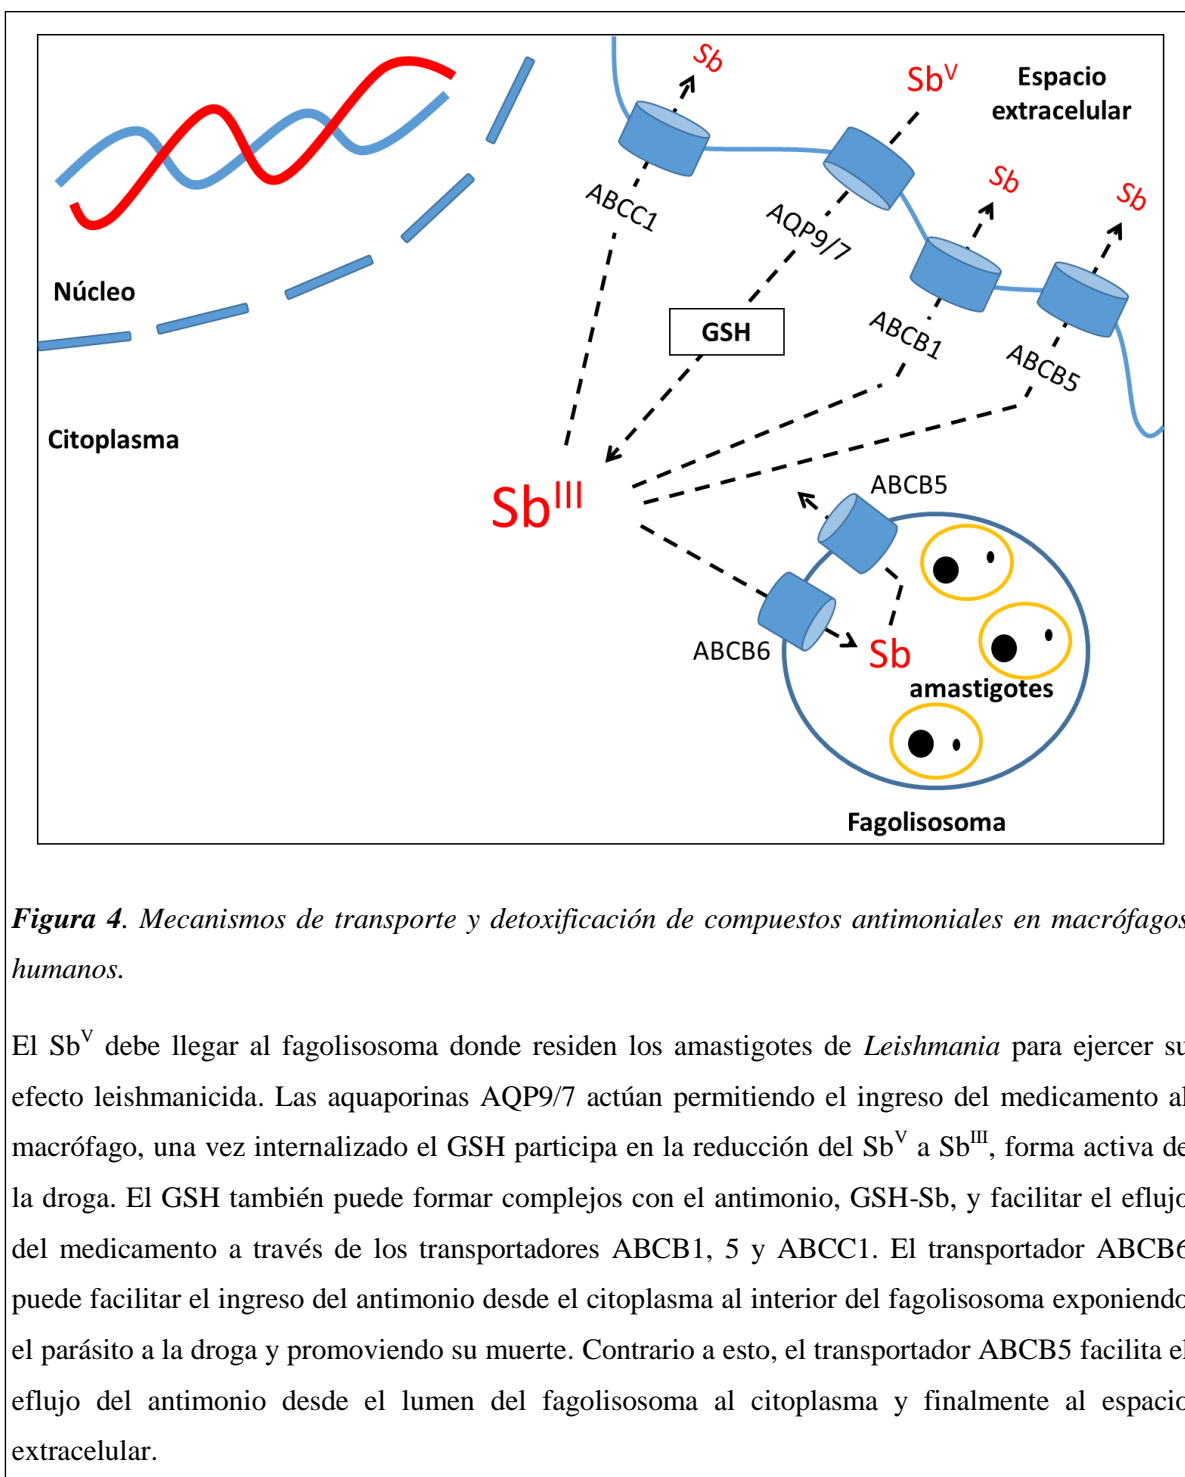 Sb
Sb^V
Espacio
extracelular
ABCC1
AQP9/7
Sb
Sb
Núcleo
GSH
ABCB1
ABCB5
Citoplasma
Sb^III
ABCB5
ABCB6
Sb
amastigotes
Fagolisosoma
Figura 4. Mecanismos de transporte y detoxificación de compuestos antimoniales en macrófagos
humanos.
El Sb^V debe llegar al fagolisosoma donde residen los amastigotes de Leishmania para ejercer su
efecto leishmanicida. Las aquaporinas AQP9/7 actúan permitiendo el ingreso del medicamento al
macrófago, una vez internalizado el GSH participa en la reducción del Sb^V a Sb^III, forma activa de
la droga. El GSH también puede formar complejos con el antimonio, GSH-Sb, y facilitar el eflujo
del medicamento a través de los transportadores ABCB1, 5 y ABCC1. El transportador ABCB6
puede facilitar el ingreso del antimonio desde el citoplasma al interior del fagolisosoma exponiendo
el parásito a la droga y promoviendo su muerte. Contrario a esto, el transportador ABCB5 facilita el
eflujo del antimonio desde el lumen del fagolisosoma al citoplasma y finalmente al espacio
extracelular.